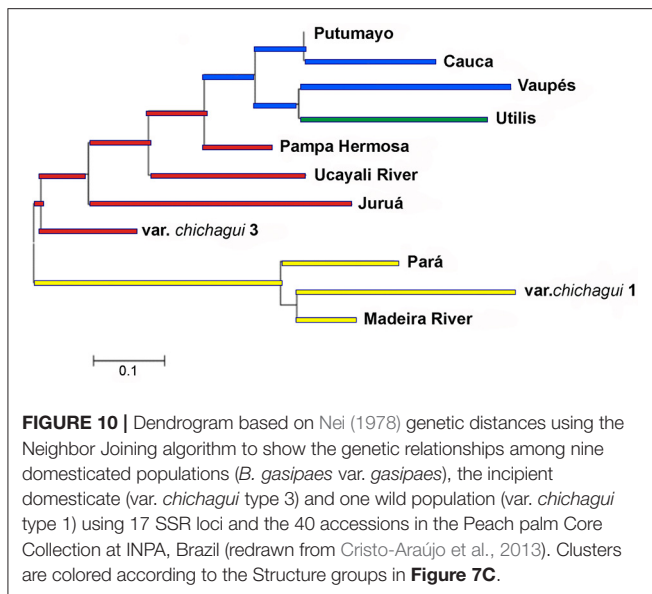 Putumayo
Cauca
Vaupés
Utilis
Pampa Hermosa
Ucayali River
Juruá
var. chichagui 3
Pará
var.chichagui 1
Madeira River
0.1
FIGURE 10 | Dendrogram based on Nei (1978) genetic distances using the
Neighbor Joining algorithm to show the genetic relationships among nine
domesticated populations (B. gasipaes var. gasipaes), the incipient
domesticate (var. chichagui type 3) and one wild population (var. chichagui
type 1) using 17 SSR loci and the 40 accessions in the Peach palm Core
Collection at INPA, Brazil (redrawn from Cristo-Araújo et al., 2013). Clusters
are colored according to the Structure groups in Figure 7C.